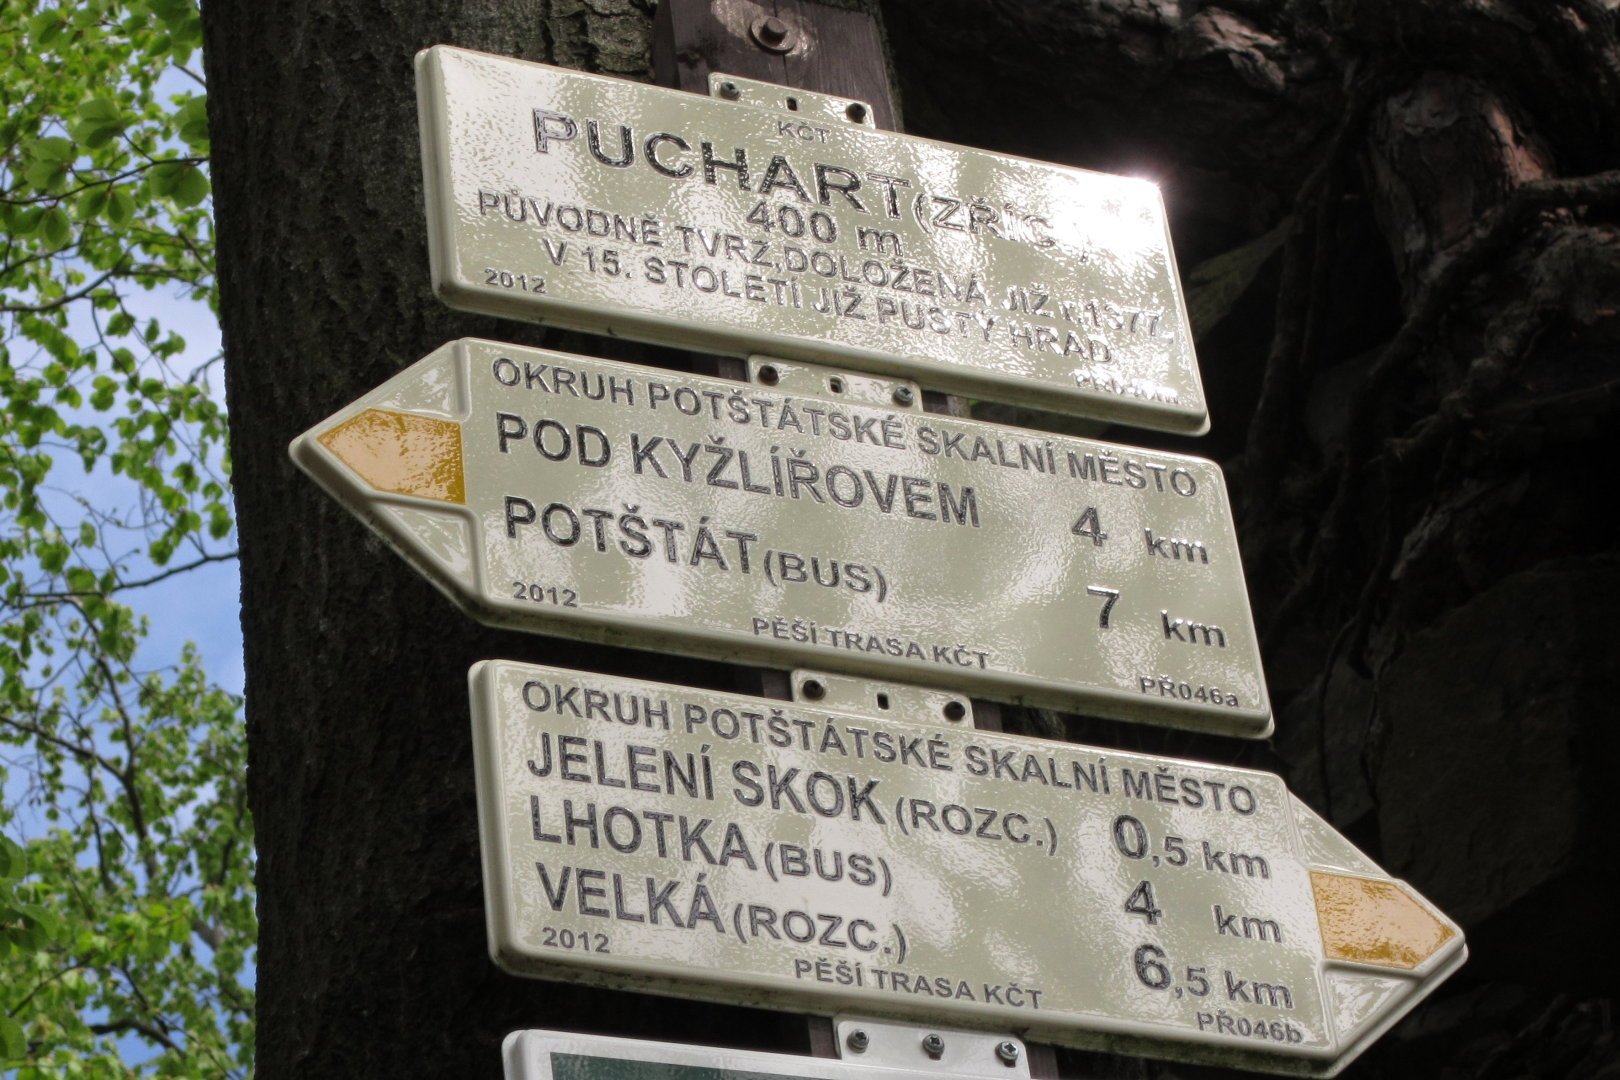 KČT
PUCHART (ZŘÍC
400 m
PŮVODNĚ TVRZ, DOLOŽENÁ JIŽ r.1377,
V 15. STOLETÍ JIŽ PUSTÝ HRAD
2012
OKRUH POTŠTÁTSKÉ SKALNÍ MĚSTO
POD KYŽLÍŘOVEM 4 km
POTŠTÁT (BUS) 7 km
2012 PĚŠÍ TRASA KČT PŘ046a
OKRUH POTŠTÁTSKÉ SKALNÍ MĚSTO
JELENÍ SKOK (ROZC.) 0,5 km
LHOTKA (BUS) 4 km
VELKÁ (ROZC.) 6,5 km
2012 PĚŠÍ TRASA KČT PŘ046b